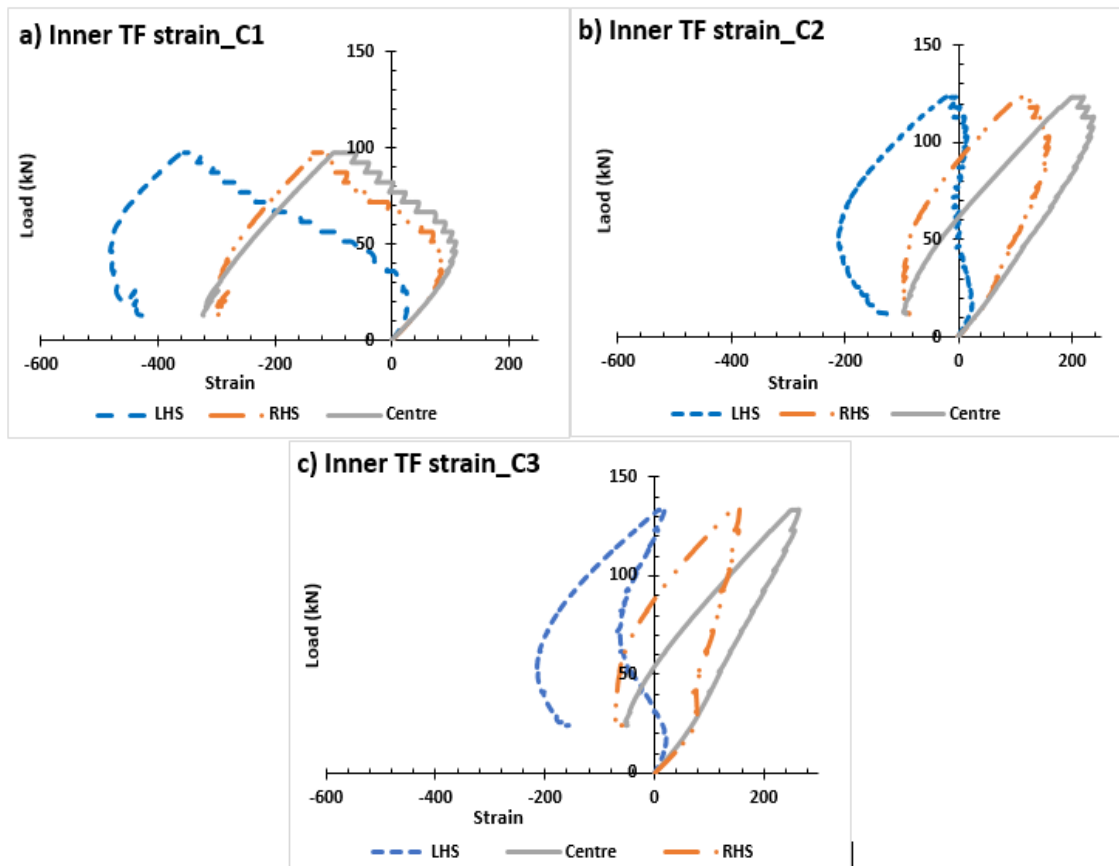 a) Inner TF strain_C1
150
100
50
0
Load (kN)
-600 -400 -200 0 200
Strain
LHS RHS Centre
b) Inner TF strain_C2
150
100
50
0
Laod (kN)
-600 -400 -200 0 200
Strain
LHS RHS Centre
c) Inner TF strain_C3
150
100
50
0
Load (kN)
-600 -400 -200 0 200
Strain
LHS Centre RHS